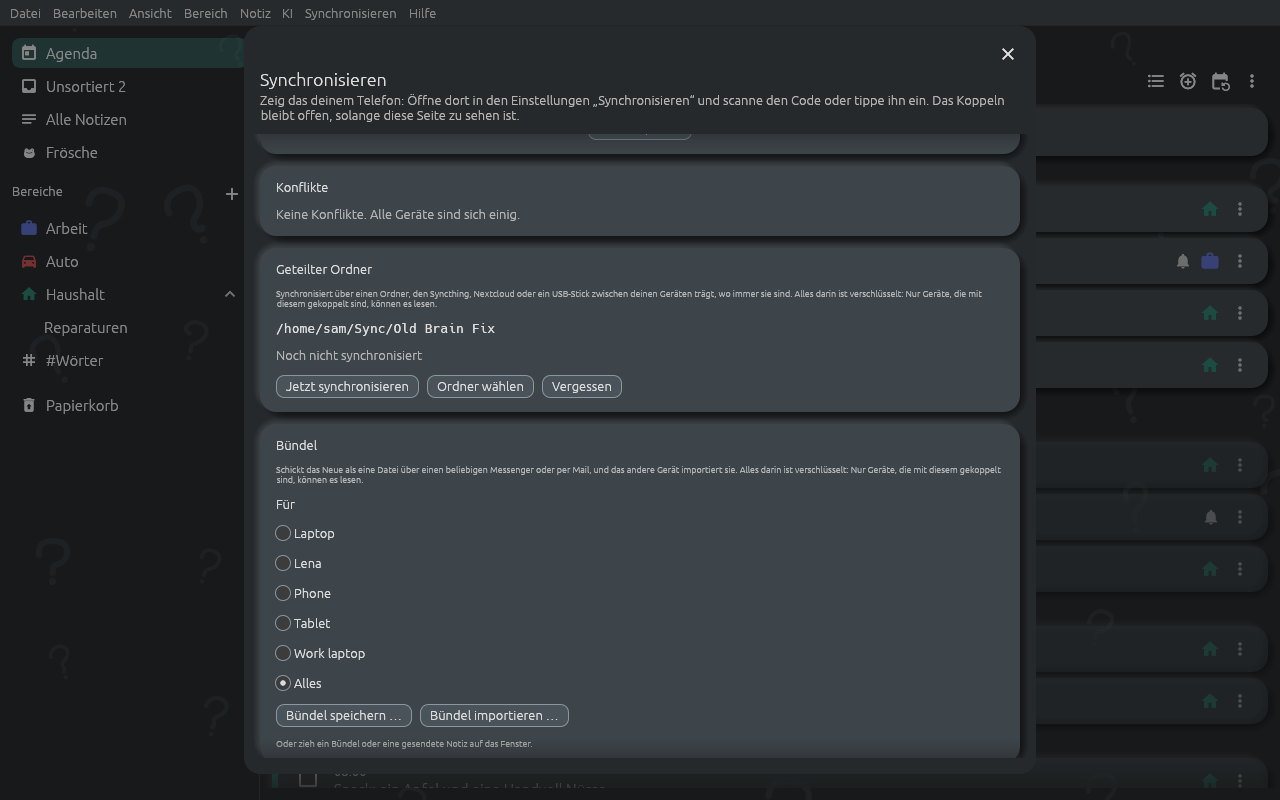 Datei Bearbeiten Ansicht Bereich Notiz KI Synchronisieren Hilfe
Agenda
Unsortiert 2
Alle Notizen
Frösche
Bereiche
Arbeit
Auto
Haushalt
Reparaturen
#Wörter
Papierkorb
Synchronisieren
Zeig das deinem Telefon: Öffne dort in den Einstellungen „Synchronisieren“ und scanne den Code oder tippe ihn ein. Das Koppeln
bleibt offen, solange diese Seite zu sehen ist.
Konflikte
Keine Konflikte. Alle Geräte sind sich einig.
Geteilter Ordner
Synchronisiert über einen Ordner, den Syncthing, Nextcloud oder ein USB-Stick zwischen deinen Geräten trägt, wo immer sie sind. Alles darin ist verschlüsselt: Nur Geräte, die mit
diesem gekoppelt sind, können es lesen.
/home/sam/Sync/Old Brain Fix
Noch nicht synchronisiert
Jetzt synchronisieren Ordner wählen Vergessen
Bündel
Schickt das Neue als eine Datei über einen beliebigen Messenger oder per Mail, und das andere Gerät importiert sie. Alles darin ist verschlüsselt: Nur Geräte, die mit diesem gekoppelt
sind, können es lesen.
Für
Laptop
Lena
Phone
Tablet
Work laptop
Alles
Bündel speichern … Bündel importieren …
Oder zieh ein Bündel oder eine gesendete Notiz auf das Fenster.